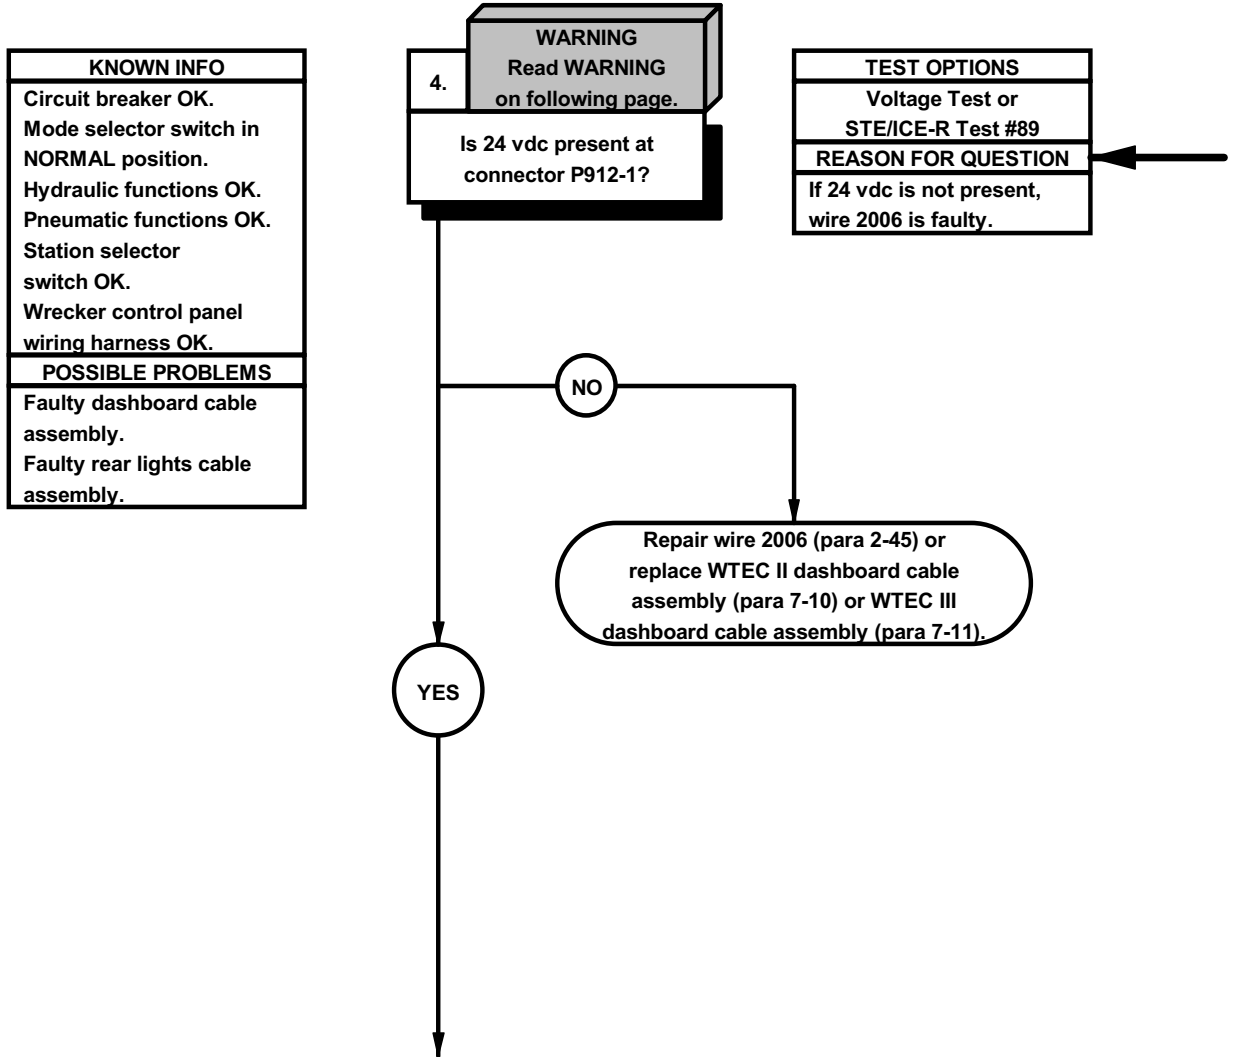 KNOWN INFO
Circuit breaker OK.
Mode selector switch in
NORMAL position.
Hydraulic functions OK.
Pneumatic functions OK.
Station selector
switch OK.
Wrecker control panel
wiring harness OK.
POSSIBLE PROBLEMS
Faulty dashboard cable
assembly.
Faulty rear lights cable
assembly.
4.
WARNING
Read WARNING
on following page.
Is 24 vdc present at
connector P912-1?
TEST OPTIONS
Voltage Test or
STE/ICE-R Test #89
REASON FOR QUESTION
If 24 vdc is not present,
wire 2006 is faulty.
NO
Repair wire 2006 (para 2-45) or
replace WTEC II dashboard cable
assembly (para 7-10) or WTEC III
dashboard cable assembly (para 7-11).
YES